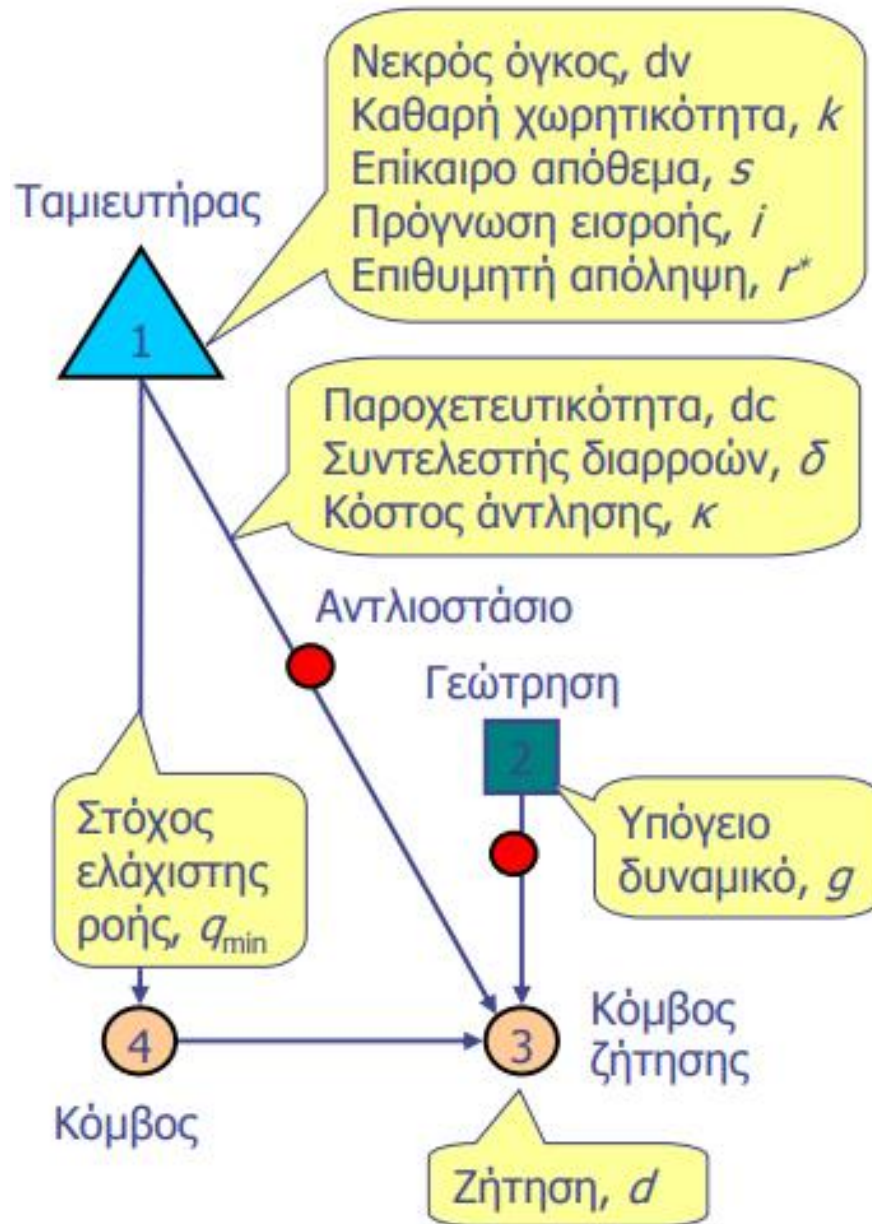 Νεκρός όγκος, dv
Καθαρή χωρητικότητα, k
Επίκαιρο απόθεμα, s
Πρόγνωση εισροής, i
Επιθυμητή απόληψη, r*
Ταμιευτήρας
1
Παροχετευτικότητα, dc
Συντελεστής διαρροών, δ
Κόστος άντλησης, κ
Αντλιοστάσιο
Γεώτρηση
2
Στόχος
ελάχιστης
ροής, qmin
Υπόγειο
δυναμικό, g
4
3
Κόμβος
ζήτησης
Κόμβος
Ζήτηση, d